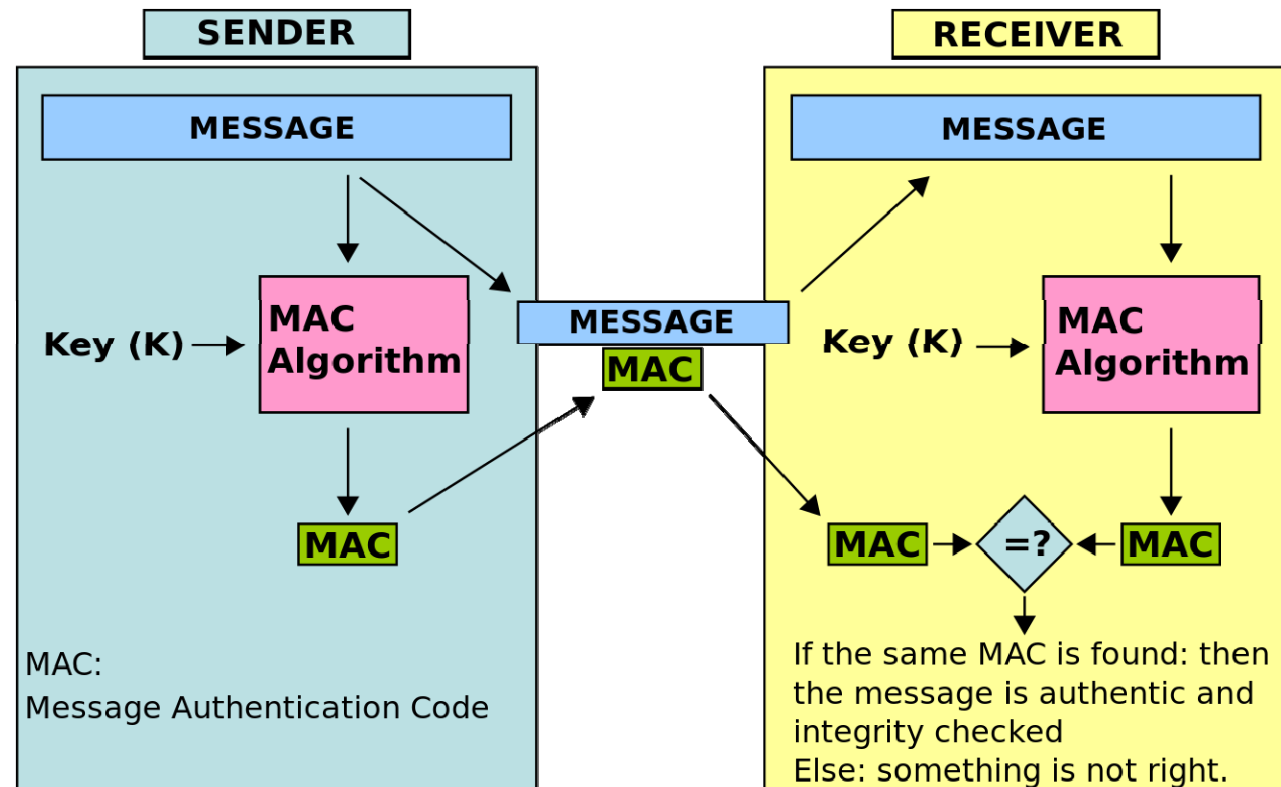 SENDER
MESSAGE
Key (K)
MAC
Algorithm
MAC
MAC:
Message Authentication Code
MESSAGE
MAC
RECEIVER
MESSAGE
Key (K)
MAC
Algorithm
MAC
=?
MAC
If the same MAC is found: then
the message is authentic and
integrity checked
Else: something is not right.